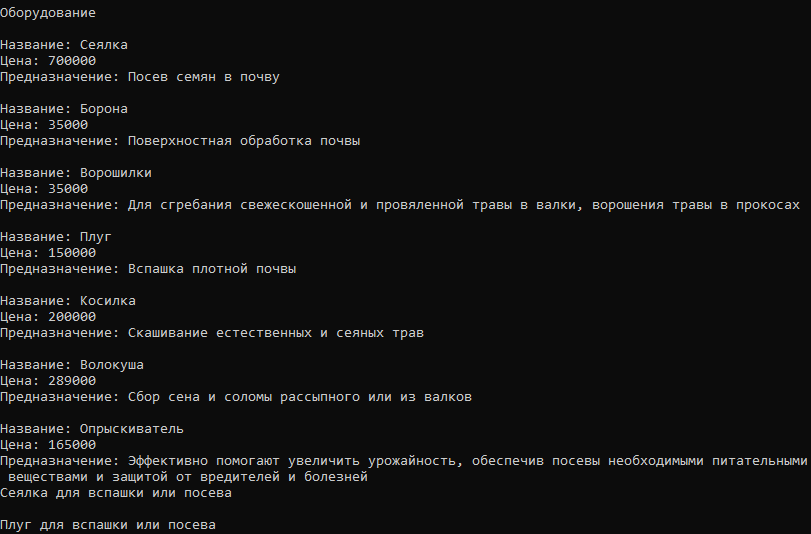 Оборудование
Название: Сеялка
Цена: 700000
Предназначение: Посев семян в почву
Название: Борона
Цена: 35000
Предназначение: Поверхностная обработка почвы
Название: Ворошилки
Цена: 35000
Предназначение: Для сгребания свежескошенной и провяленной травы в валки, ворошения травы в прокосах
Название: Плуг
Цена: 150000
Предназначение: Вспашка плотной почвы
Название: Косилка
Цена: 200000
Предназначение: Скашивание естественных и сеяных трав
Название: Волокуша
Цена: 289000
Предназначение: Сбор сена и соломы рассыпного или из валков
Название: Опрыскиватель
Цена: 165000
Предназначение: Эффективно помогают увеличить урожайность, обеспечив посевы необходимыми питательными
веществами и защитой от вредителей и болезней
Сеялка для вспашки или посева
Плуг для вспашки или посева